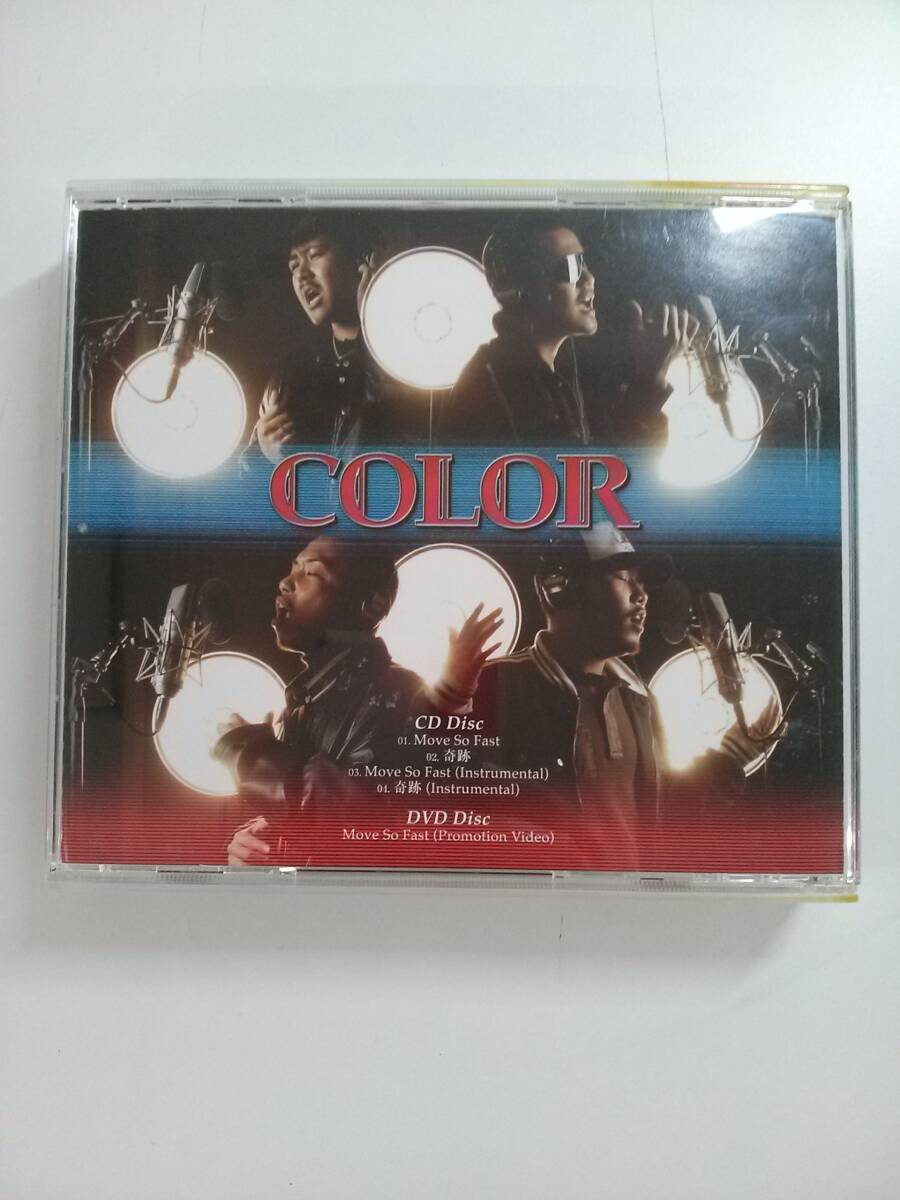 COLOR
CD Disc
01. Move So Fast
02. 奇跡
03. Move So Fast (Instrumental)
04. 奇跡 (Instrumental)
DVD Disc
Move So Fast (Promotion Video)